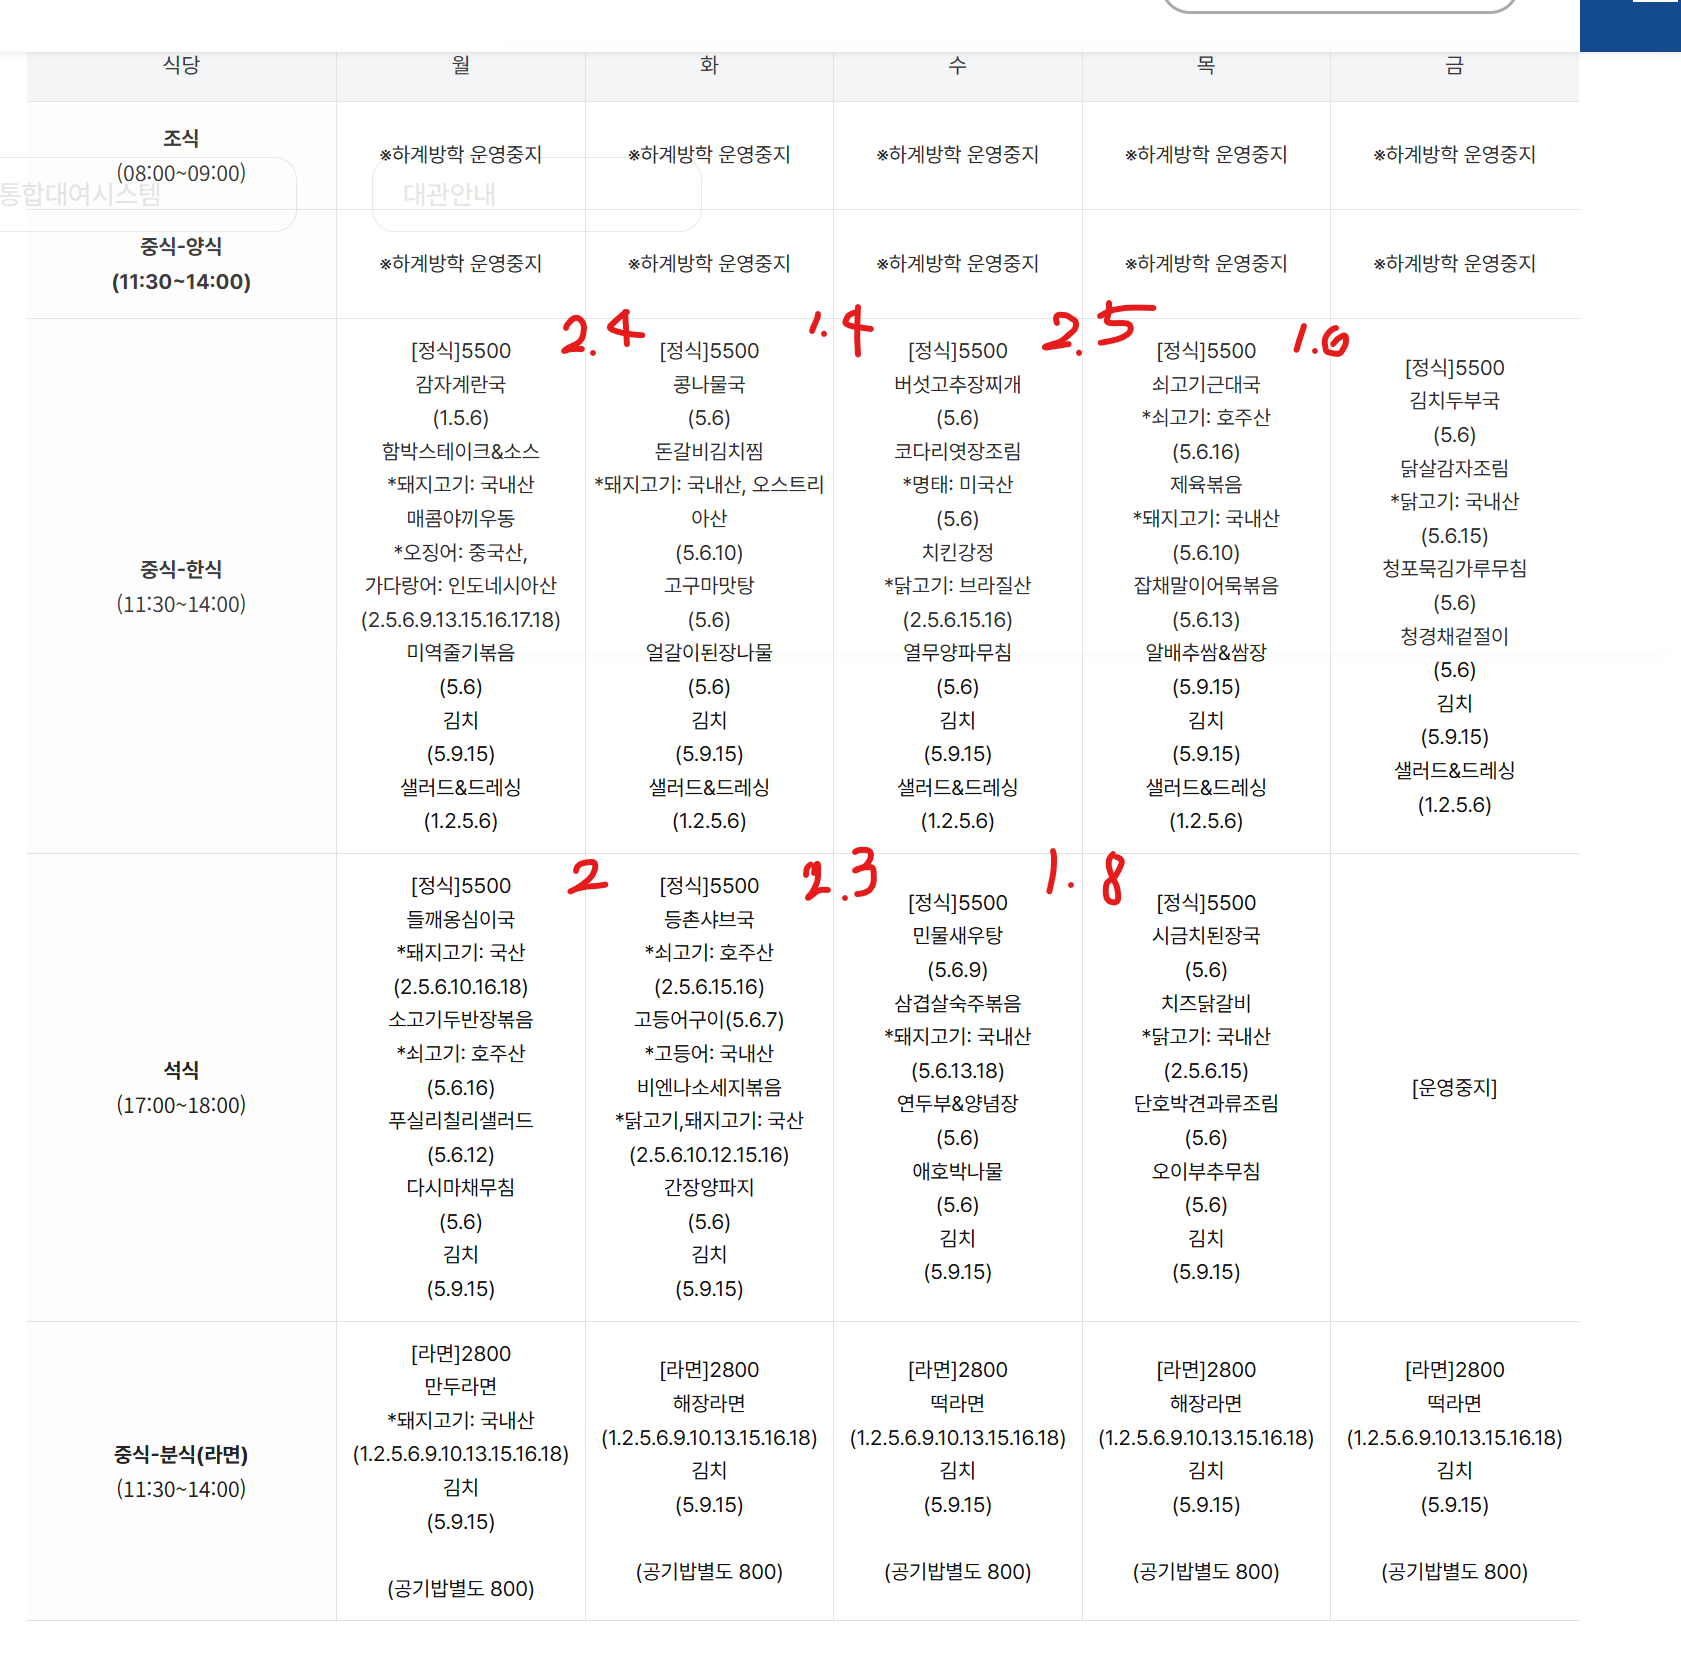 식당 월 화 수 목 금
조식
(08:00~09:00)
※하계방학 운영중지
※하계방학 운영중지
※하계방학 운영중지
※하계방학 운영중지
※하계방학 운영중지
통합대여시스템
대관안내
중식-양식
(11:30~14:00)
※하계방학 운영중지
※하계방학 운영중지
※하계방학 운영중지
※하계방학 운영중지
※하계방학 운영중지
2.4
1.4
2.5
1.6
중식-한식
(11:30~14:00)
[정식]5500
감자계란국
(1.5.6)
함박스테이크&소스
*돼지고기: 국내산
매콤야끼우동
*오징어: 중국산,
가다랑어: 인도네시아산
(2.5.6.9.13.15.16.17.18)
미역줄기볶음
(5.6)
김치
(5.9.15)
샐러드&드레싱
(1.2.5.6)
[정식]5500
콩나물국
(5.6)
돈갈비김치찜
*돼지고기: 국내산, 오스트리
아산
(5.6.10)
고구마맛탕
(5.6)
얼갈이된장나물
(5.6)
김치
(5.9.15)
샐러드&드레싱
(1.2.5.6)
[정식]5500
버섯고추장찌개
(5.6)
코다리엿장조림
*명태: 미국산
(5.6)
치킨강정
*닭고기: 브라질산
(2.5.6.15.16)
열무양파무침
(5.6)
김치
(5.9.15)
샐러드&드레싱
(1.2.5.6)
[정식]5500
쇠고기근대국
*쇠고기: 호주산
(5.6.16)
제육볶음
*돼지고기: 국내산
(5.6.10)
잡채말이어묵볶음
(5.6.13)
알배추쌈&쌈장
(5.9.15)
김치
(5.9.15)
샐러드&드레싱
(1.2.5.6)
[정식]5500
김치두부국
(5.6)
닭살감자조림
*닭고기: 국내산
(5.6.15)
청포묵김가루무침
(5.6)
청경채겉절이
(5.6)
김치
(5.9.15)
샐러드&드레싱
(1.2.5.6)
2
2.3
1.8
석식
(17:00~18:00)
[정식]5500
들깨옹심이국
*돼지고기: 국산
(2.5.6.10.16.18)
소고기두반장볶음
*쇠고기: 호주산
(5.6.16)
푸실리칠리샐러드
(5.6.12)
다시마채무침
(5.6)
김치
(5.9.15)
[정식]5500
등촌샤브국
*쇠고기: 호주산
(2.5.6.15.16)
고등어구이(5.6.7)
*고등어: 국내산
비엔나소세지볶음
*닭고기,돼지고기: 국산
(2.5.6.10.12.15.16)
간장양파지
(5.6)
김치
(5.9.15)
[정식]5500
민물새우탕
(5.6.9)
삼겹살숙주볶음
*돼지고기: 국내산
(5.6.13.18)
연두부&양념장
(5.6)
애호박나물
(5.6)
김치
(5.9.15)
[정식]5500
시금치된장국
(5.6)
치즈닭갈비
*닭고기: 국내산
(2.5.6.15)
단호박견과류조림
(5.6)
오이부추무침
(5.6)
김치
(5.9.15)
[운영중지]
중식-분식(라면)
(11:30~14:00)
[라면]2800
만두라면
*돼지고기: 국내산
(1.2.5.6.9.10.13.15.16.18)
김치
(5.9.15)
(공기밥별도 800)
[라면]2800
해장라면
(1.2.5.6.9.10.13.15.16.18)
김치
(5.9.15)
(공기밥별도 800)
[라면]2800
떡라면
(1.2.5.6.9.10.13.15.16.18)
김치
(5.9.15)
(공기밥별도 800)
[라면]2800
해장라면
(1.2.5.6.9.10.13.15.16.18)
김치
(5.9.15)
(공기밥별도 800)
[라면]2800
떡라면
(1.2.5.6.9.10.13.15.16.18)
김치
(5.9.15)
(공기밥별도 800)